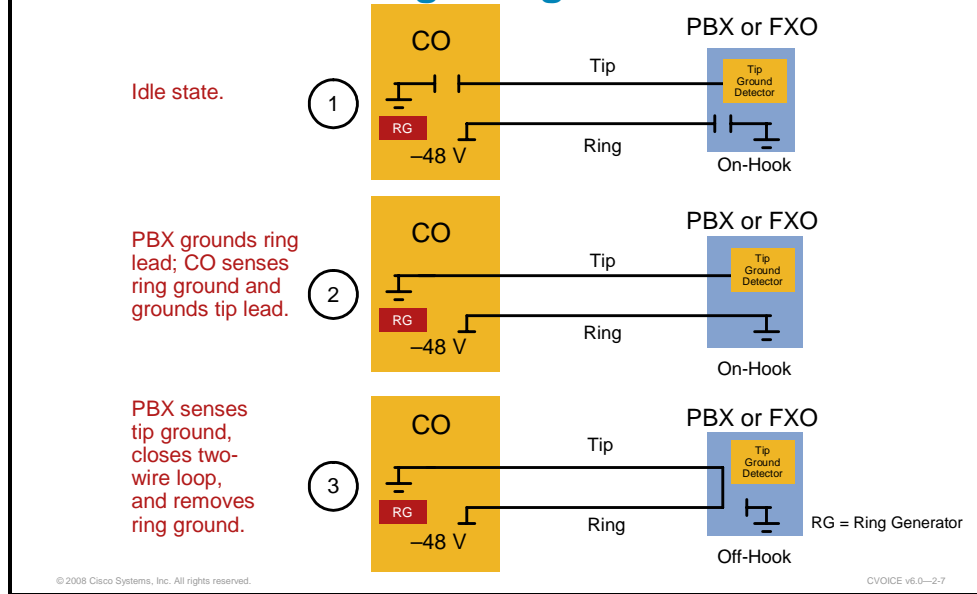 CO
PBX or FXO
Idle state.
1
Tip
Tip
Ground
Detector
RG
–48 V
Ring
On-Hook
PBX grounds ring
lead; CO senses
ring ground and
grounds tip lead.
2
CO
PBX or FXO
Tip
Tip
Ground
Detector
RG
–48 V
Ring
On-Hook
PBX senses
tip ground,
closes two-
wire loop,
and removes
ring ground.
3
CO
PBX or FXO
Tip
Tip
Ground
Detector
RG
–48 V
Ring
Off-Hook
RG = Ring Generator
© 2008 Cisco Systems, Inc. All rights reserved.
CVOICE v6.0—2-7